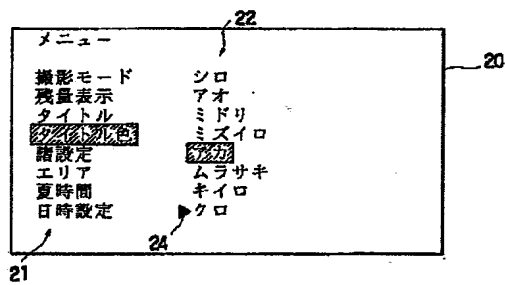 22
20
メニュー
撮影モード シロ
残量表示 アオ
タイトル ミドリ
タイトル色 ミズイロ
諸設定 アカ
エリア ムラサキ
夏時間 キイロ
日時設定 ▶クロ
24
21